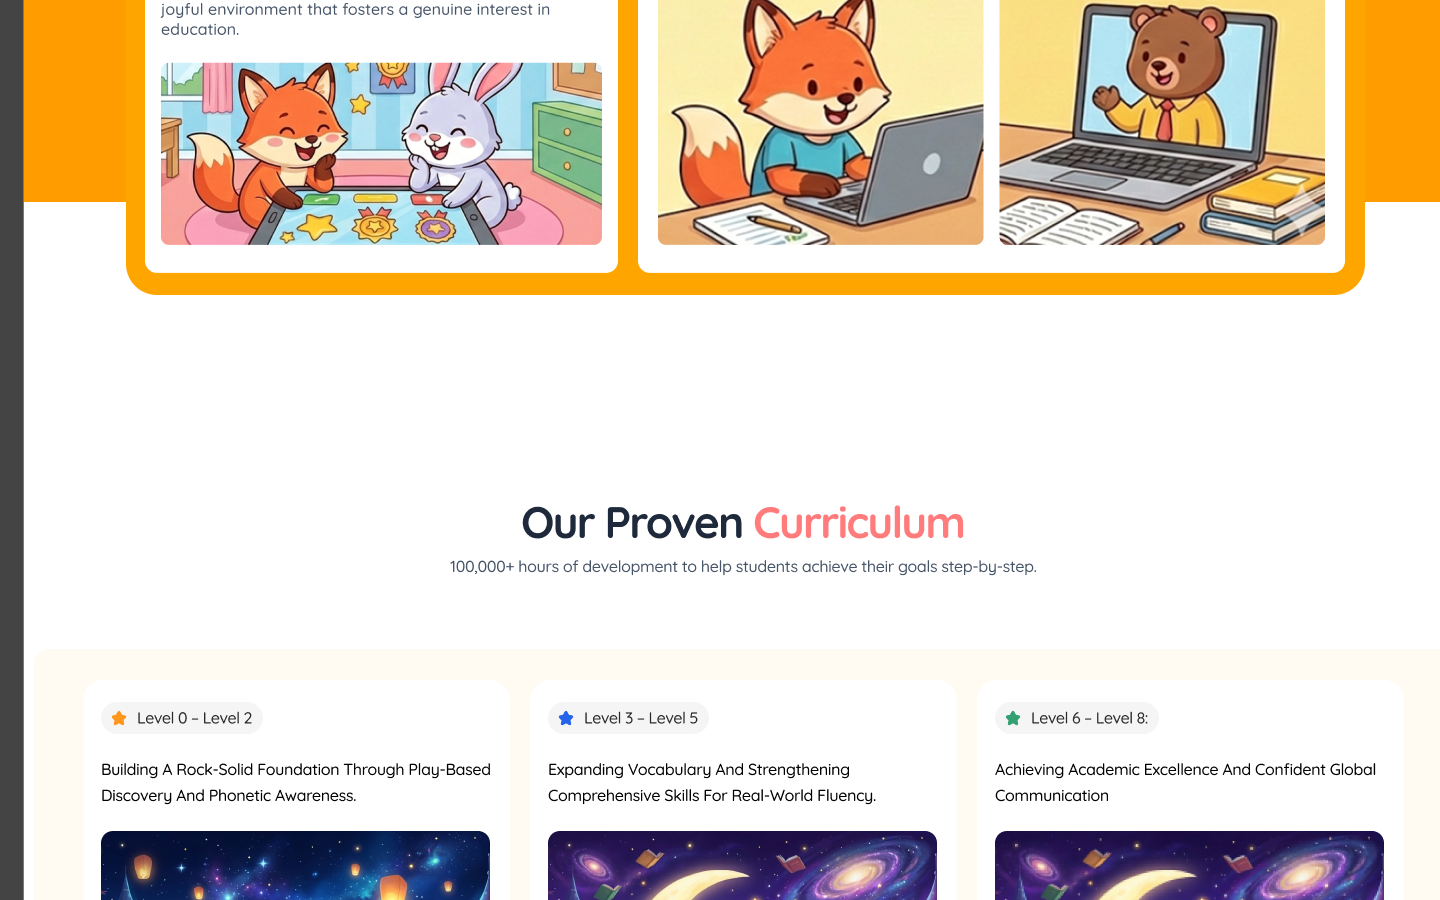 joyful environment that fosters a genuine interest in
education.
Our Proven Curriculum
100,000+ hours of development to help students achieve their goals step-by-step.
Level 0 – Level 2
Building A Rock-Solid Foundation Through Play-Based
Discovery And Phonetic Awareness.
Level 3 – Level 5
Expanding Vocabulary And Strengthening
Comprehensive Skills For Real-World Fluency.
Level 6 – Level 8:
Achieving Academic Excellence And Confident Global
Communication